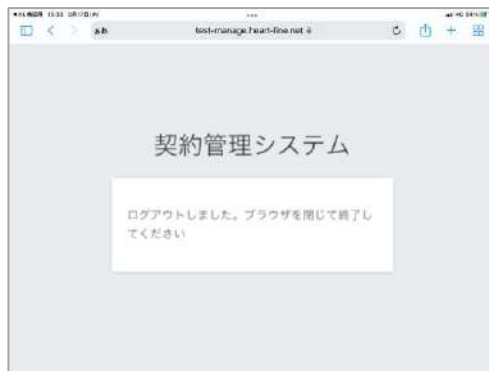 ぁあ
test-manage.heart-line.net
契約管理システム
ログアウトしました。ブラウザを閉じて終了し
てください